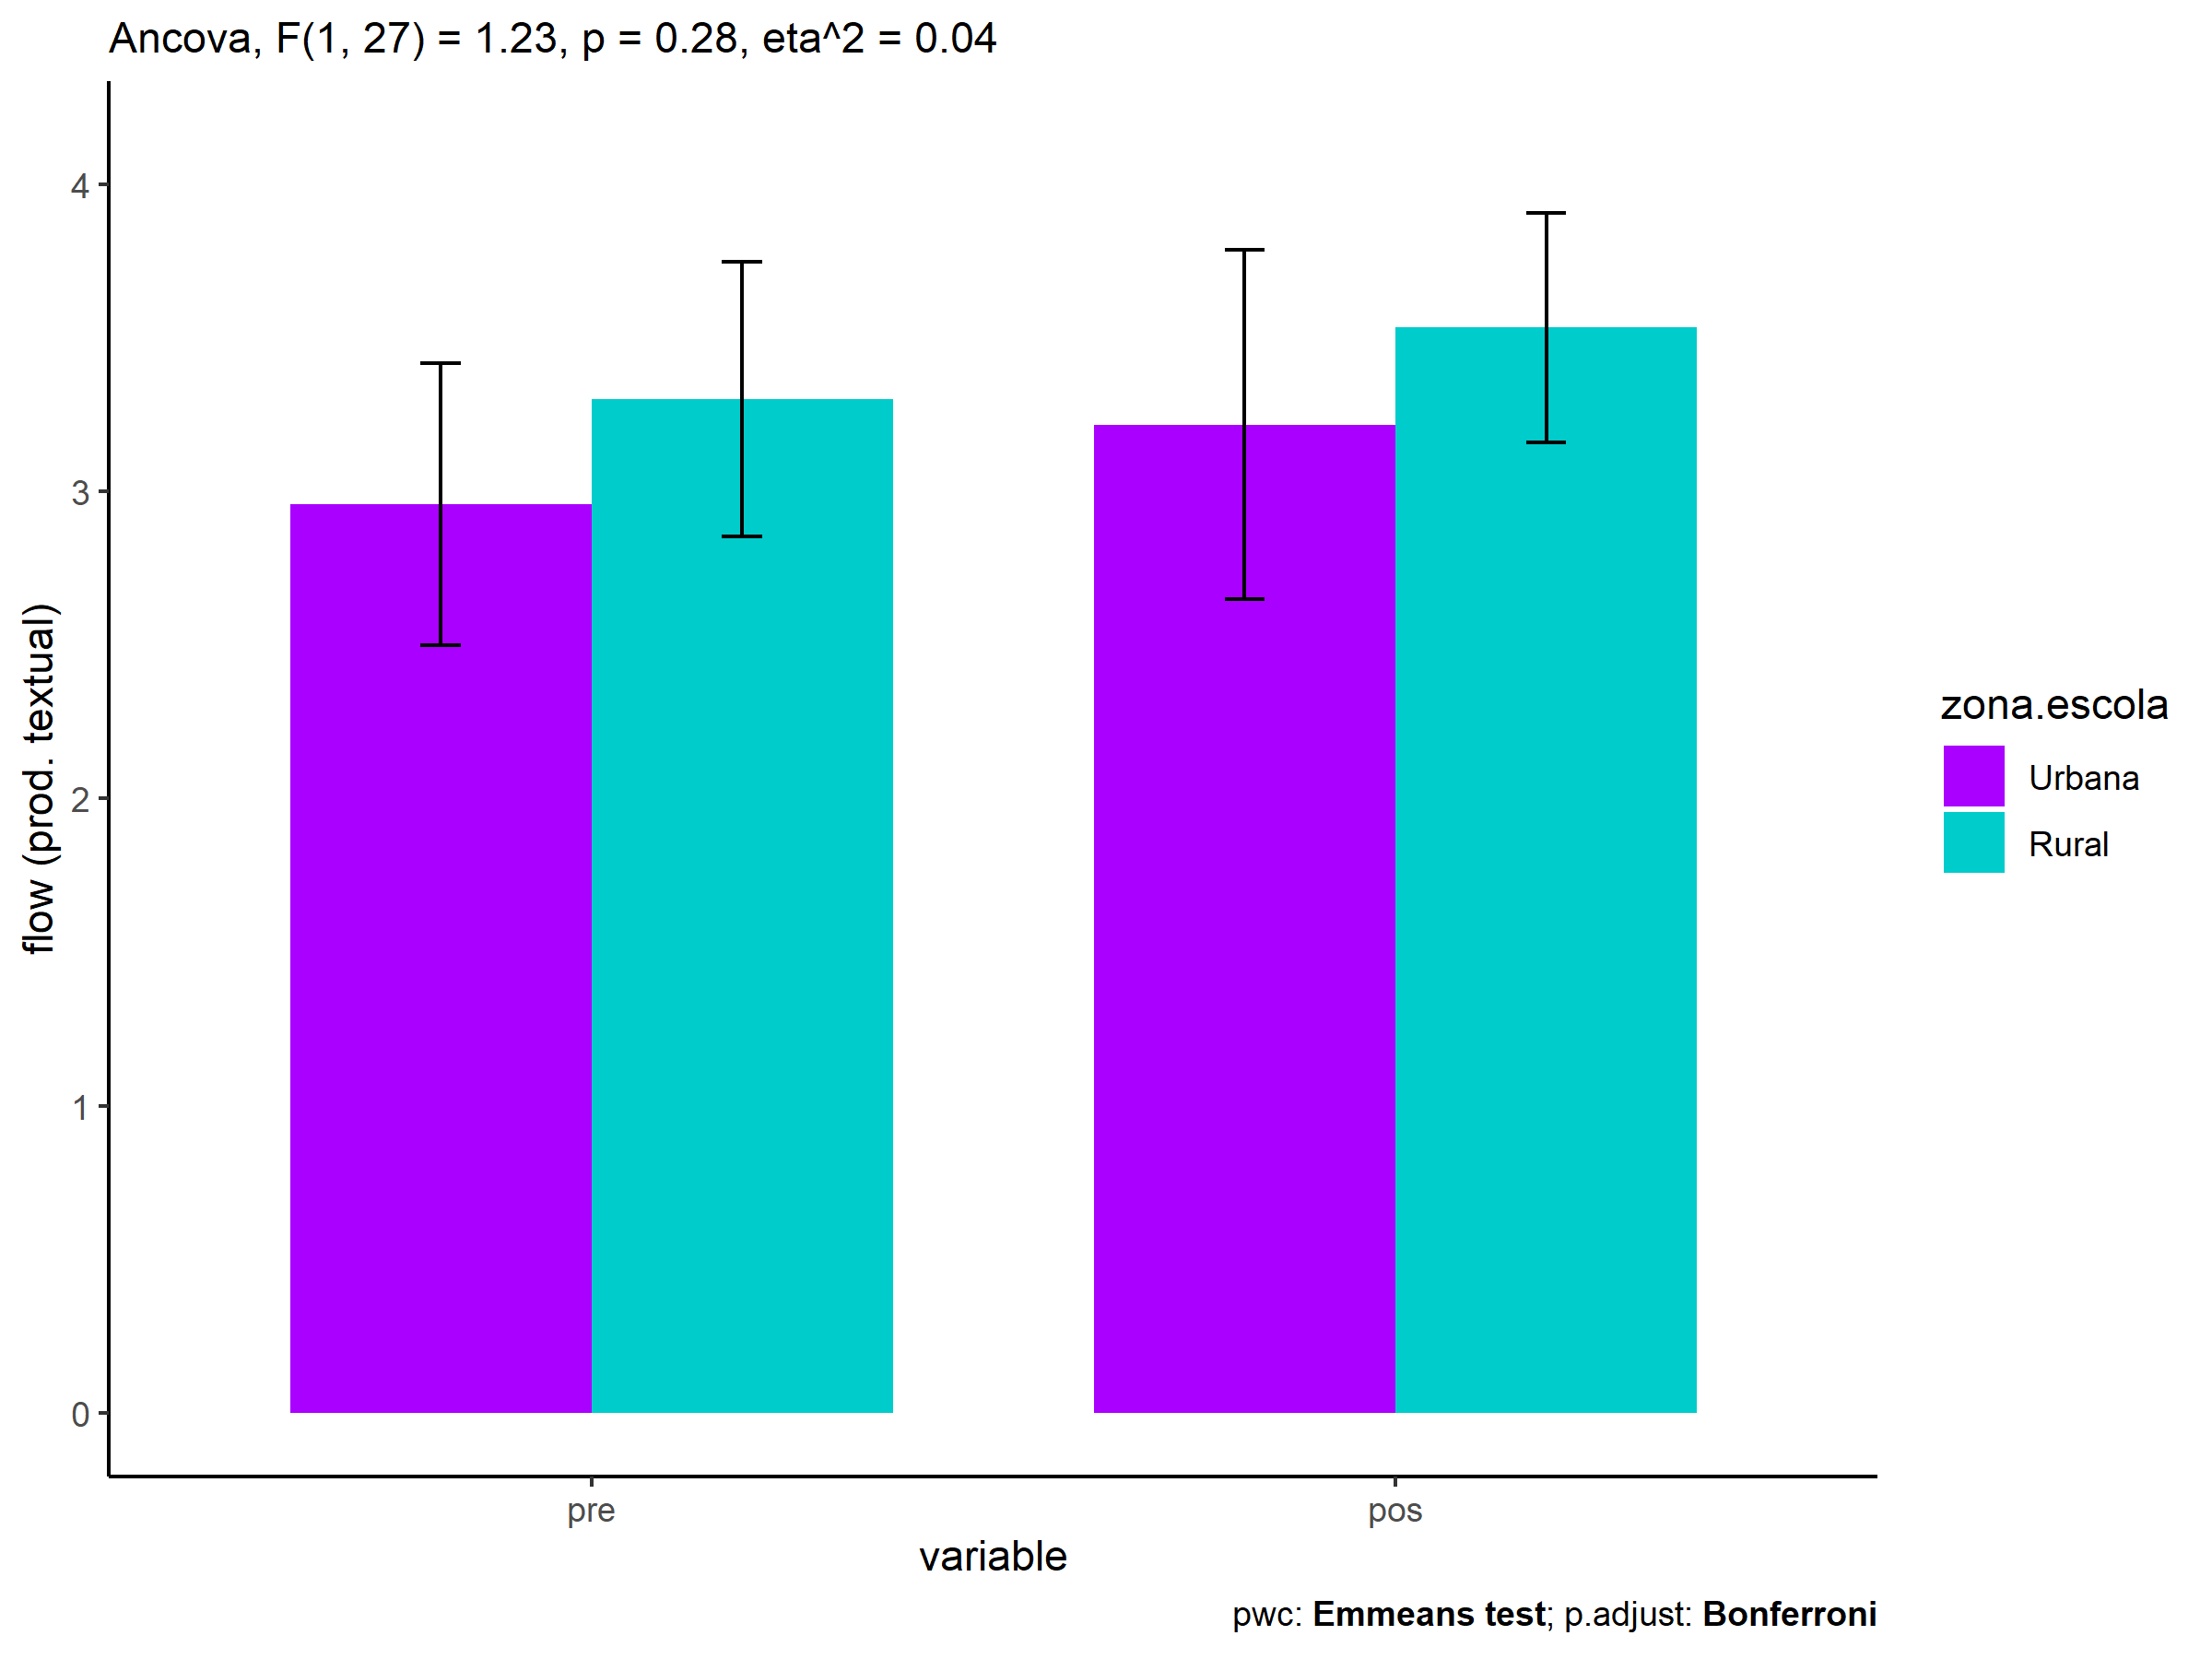 Ancova, F(1, 27) = 1.23, p = 0.28, eta^2 = 0.04
flow (prod. textual)
4
3
2
1
0
pre
pos
variable
zona.escola
Urbana
Rural
pwc: Emmeans test; p.adjust: Bonferroni